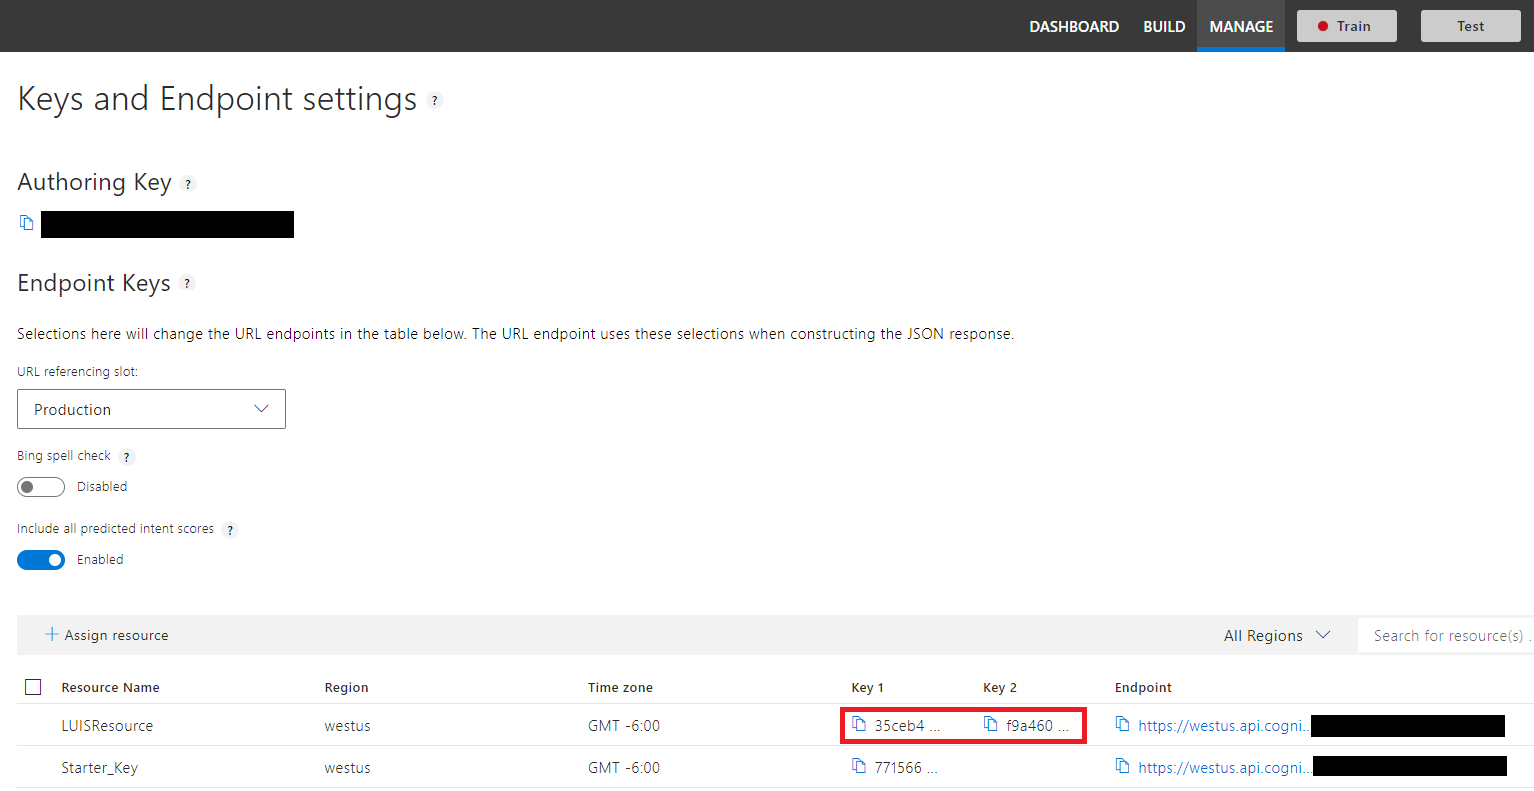 DASHBOARD BUILD MANAGE Train Test
Keys and Endpoint settings ?
Authoring Key ?
Endpoint Keys ?
Selections here will change the URL endpoints in the table below. The URL endpoint uses these selections when constructing the JSON response.
URL referencing slot:
Production
Bing spell check ?
Disabled
Include all predicted intent scores ?
Enabled
+ Assign resource All Regions Search for resource(s) ..
Resource Name Region Time zone Key 1 Key 2 Endpoint
LUISResource westus GMT -6:00 35ceb4 ... f9a460 ... https://westus.api.cogni...
Starter_Key westus GMT -6:00 771566 ... https://westus.api.cogni...